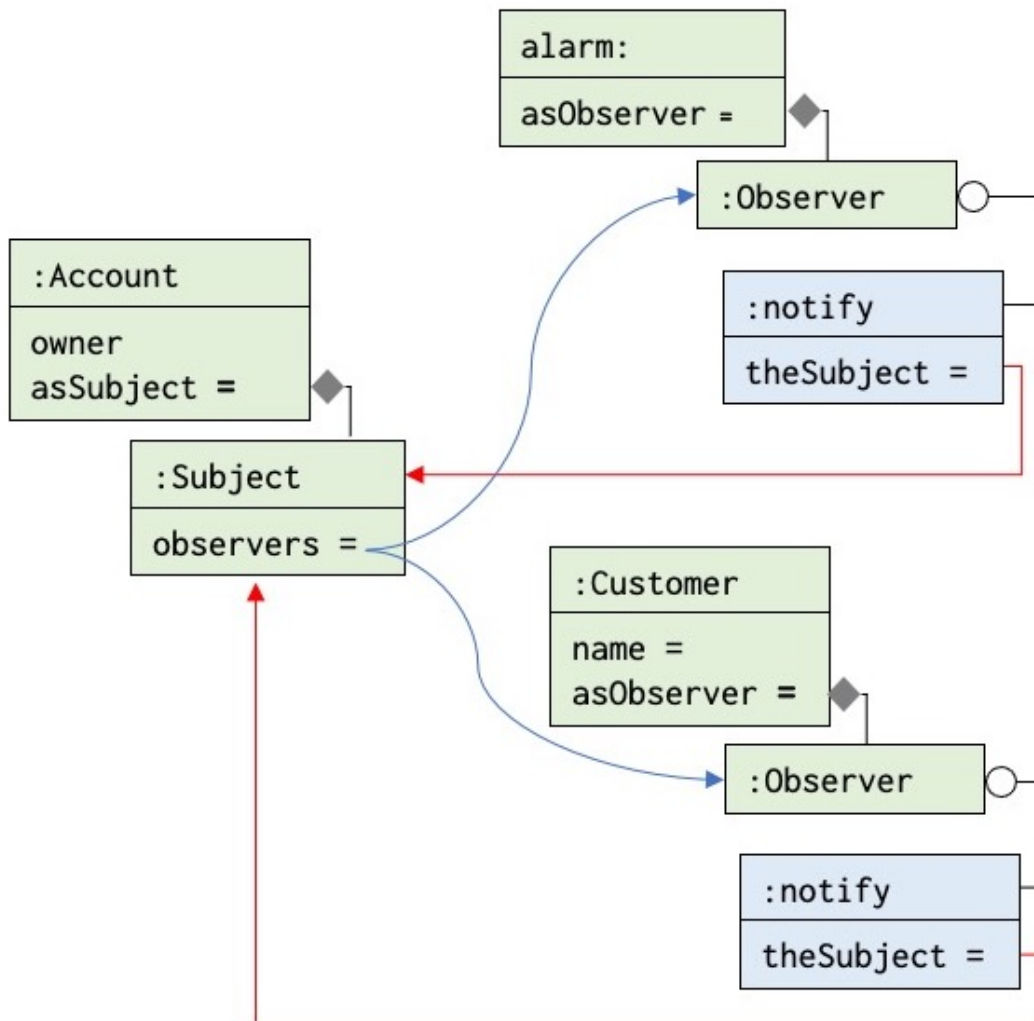 alarm:
asObserver =
:Observer
:Account
owner
asSubject =
:notify
theSubject =
:Subject
observers =
:Customer
name =
asObserver =
:Observer
:notify
theSubject =